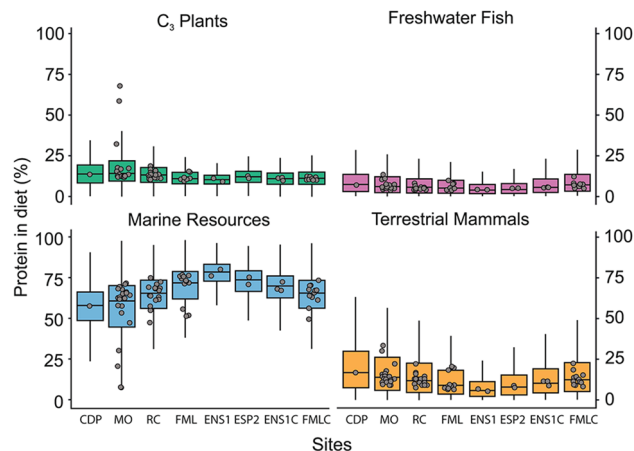 C₃ Plants
Freshwater Fish
100
75
50
25
0
100
75
50
25
0
Marine Resources
Terrestrial Mammals
100
75
50
25
0
100
75
50
25
0
Protein in diet (%)
CDP MO RC FML ENS1 ESP2 ENS1C FMLC
CDP MO RC FML ENS1 ESP2 ENS1C FMLC
Sites